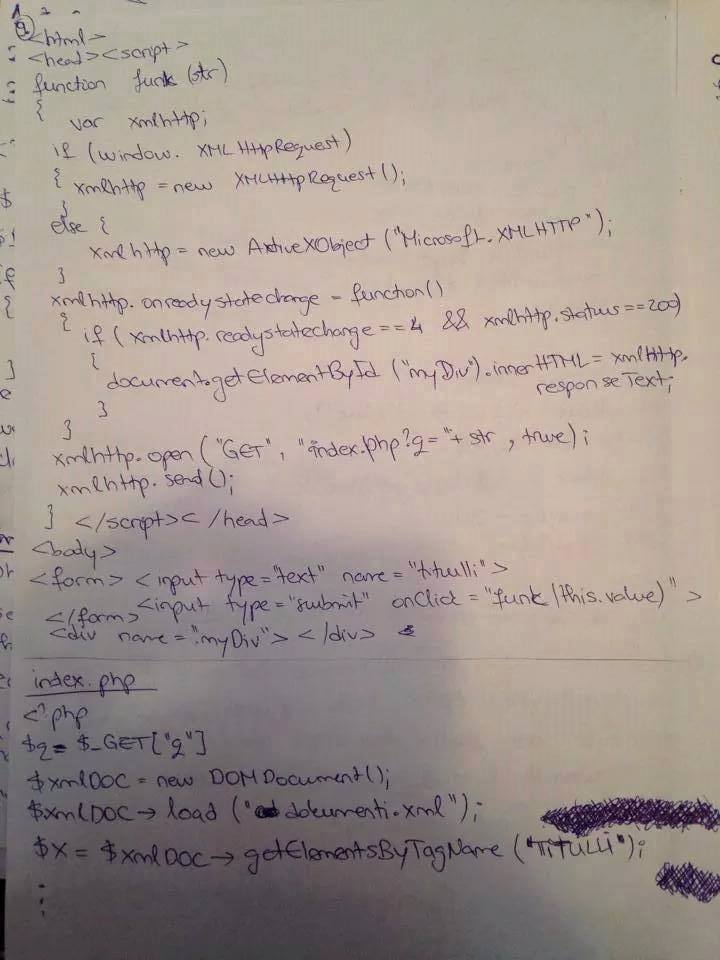 <html>
<head><script>
function funk (str)
{
var xmlhttp;
if (window. XMLHttpRequest)
{ xmlhttp = new XMLHttpRequest();
}
else {
xmlhttp = new ActiveXObject ("Microsoft.XMLHTTP");
}
xmlhttp.onreadystatechange = function()
{ if ( xmlhttp.readystatechange==4 && xmlhttp.status==200)
{
document.getElementById ("myDiv").innerHTML = xmlHttp.
responseText;
}
}
xmlhttp.open ("GET", "index.php?q="+ str , true);
xmlhttp.send();
} </script></head>
<body>
<form> <input type="text" name="titulli">
<input type="submit" onClick="funk(this.value)" >
</form>
<div name="myDiv"> </div>
index.php
<?php
$q= $_GET["q"]
$xmlDOC = new DOMDocument();
$xmlDOC → load ("dokumenti.xml");
$x = $xmlDOC → getElementsByTagName ("TITULLI");